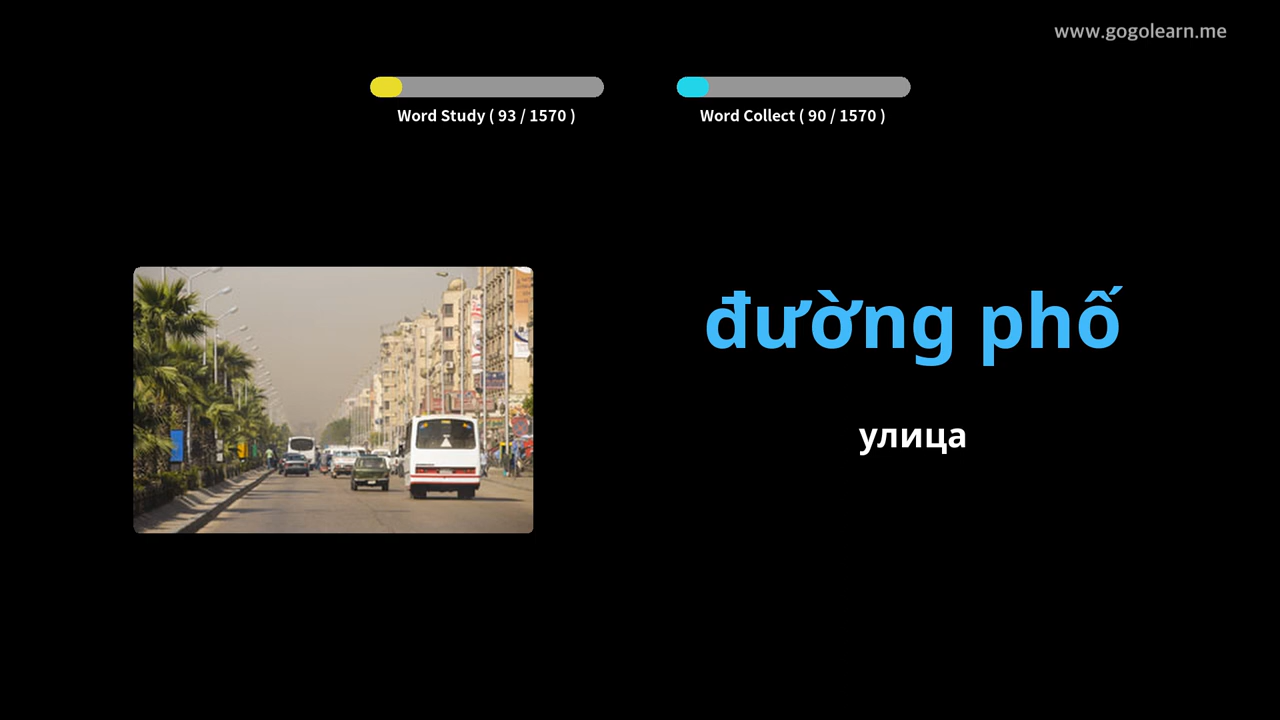 www.gogolearn.me
Word Study ( 93 / 1570 )
Word Collect ( 90 / 1570 )
đường phố
улица